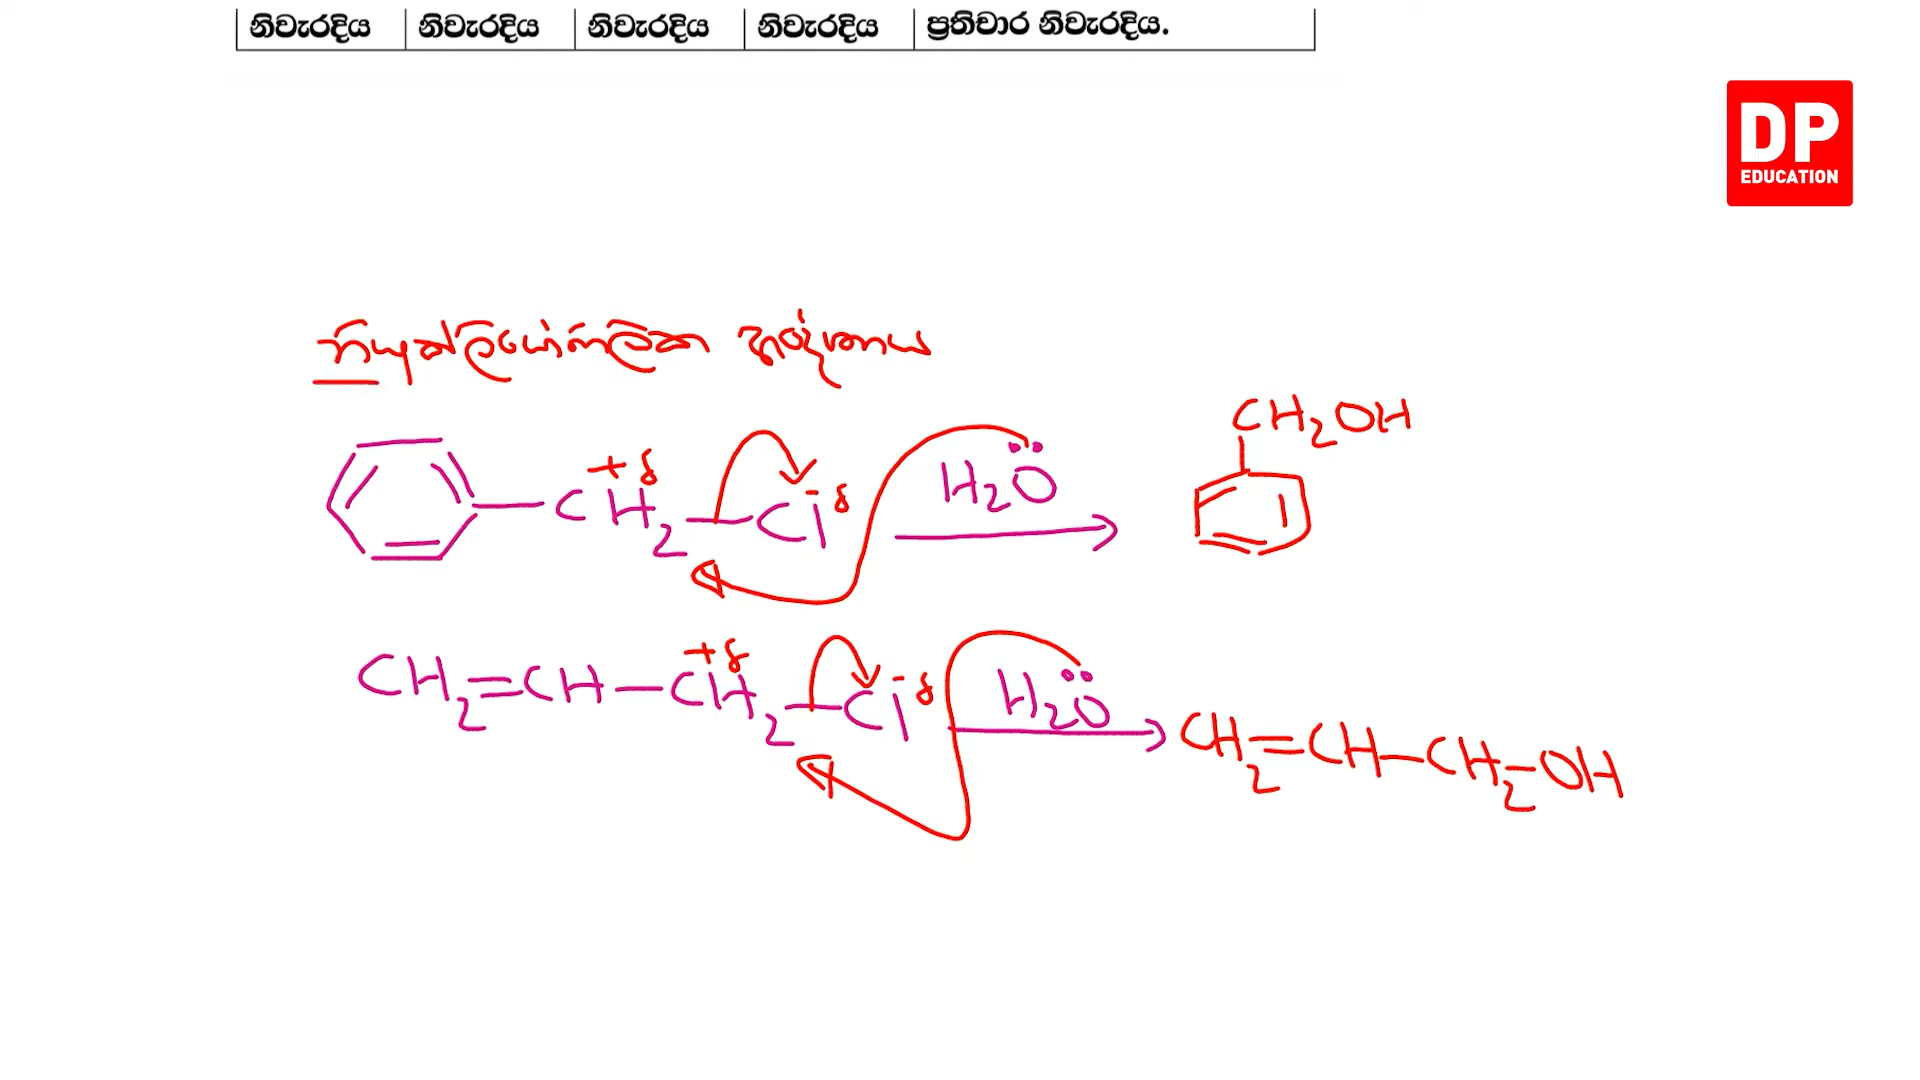 නිවැරදිය නිවැරදිය නිවැරදිය නිවැරදිය ප්‍රතිචාර නිවැරදිය.
DP
EDUCATION
නියුක්ලියෝෆිලික ආදේශනය
CH₂OH
+δ -δ H₂O
CH₂—Cl
+δ -δ H₂O
CH₂=CH—CH₂—Cl
CH₂=CH—CH₂—OH